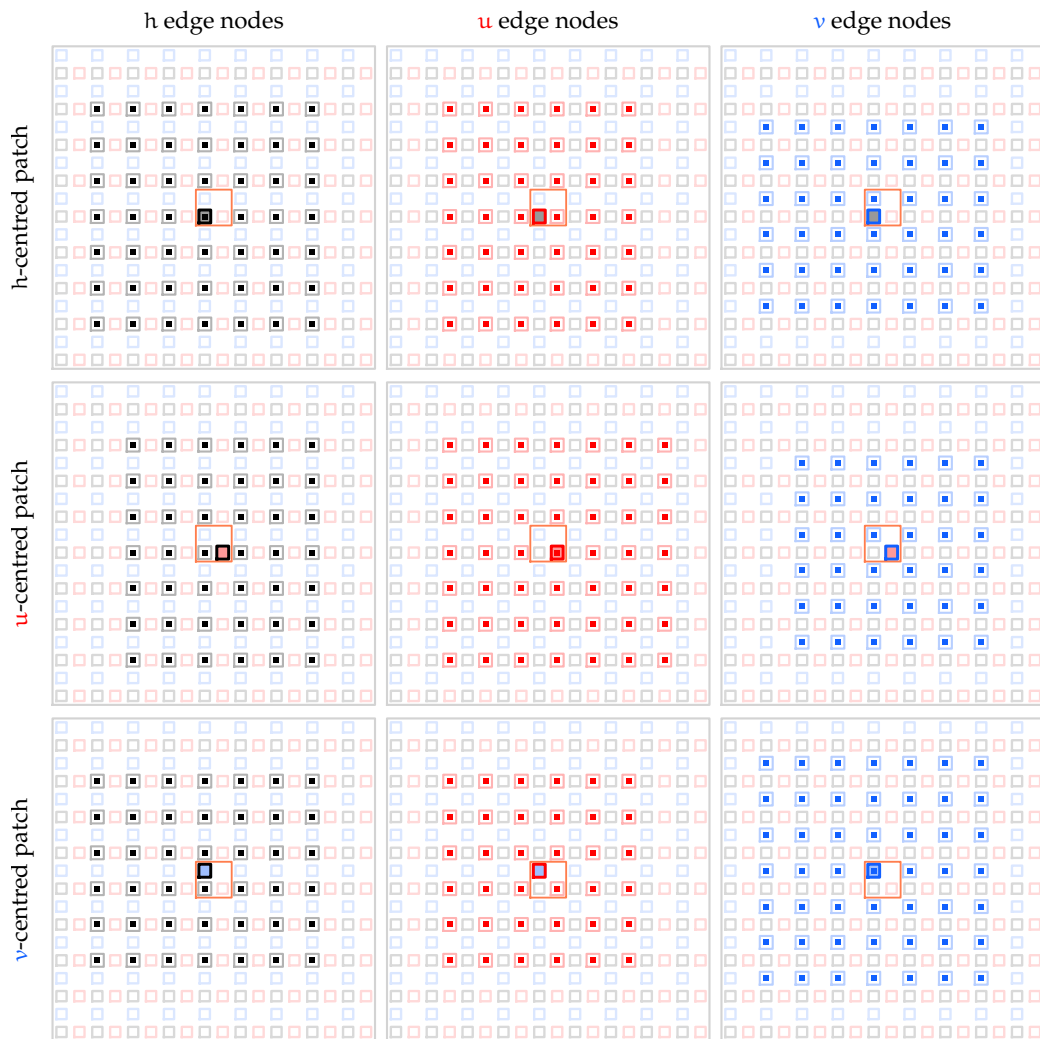 h edge nodes
u edge nodes
v edge nodes
h-centred patch
u-centred patch
v-centred patch